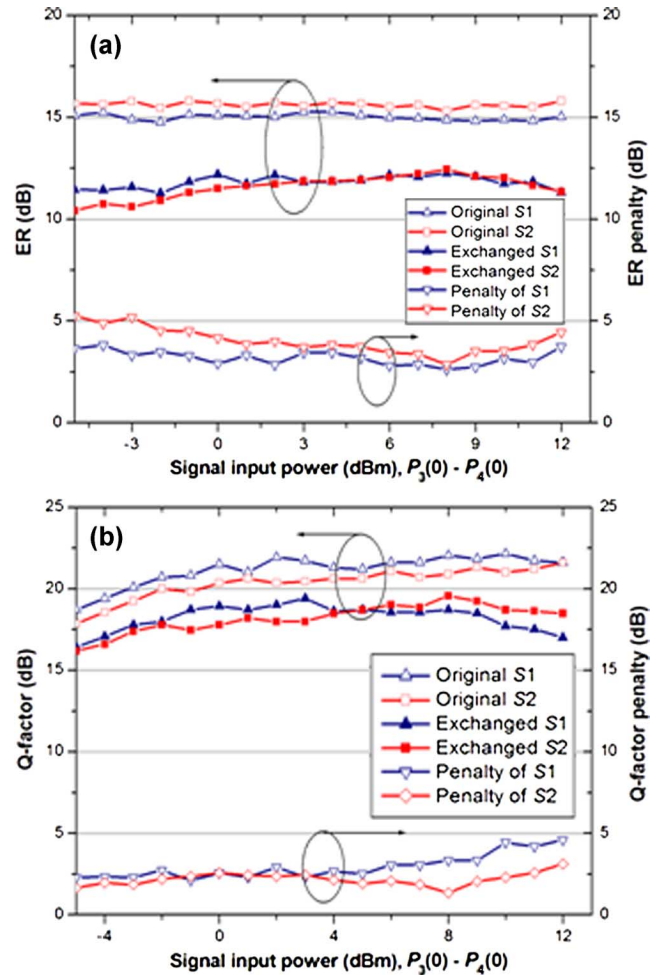 (a)
ER (dB)
20
15
10
5
0
20
15
10
5
0
ER penalty (dB)
Original S1
Original S2
Exchanged S1
Exchanged S2
Penalty of S1
Penalty of S2
-3 0 3 6 9 12
Signal input power (dBm), P3(0) - P4(0)
(b)
Q-factor (dB)
25
20
15
10
5
0
25
20
15
10
5
0
Q-factor penalty (dB)
Original S1
Original S2
Exchanged S1
Exchanged S2
Penalty of S1
Penalty of S2
-4 0 4 8 12
Signal input power (dBm), P3(0) - P4(0)